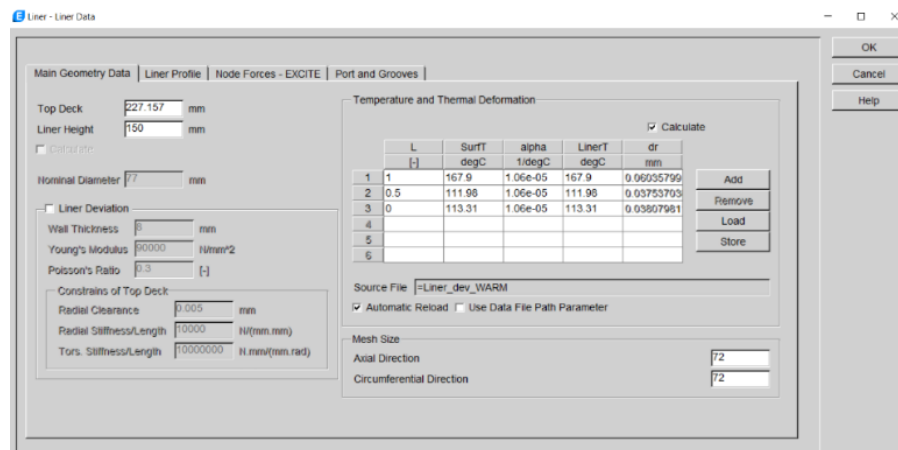 Liner - Liner Data
OK
Cancel
Help
Main Geometry Data | Liner Profile | Node Forces - EXCITE | Port and Grooves
Top Deck 227.157 mm
Liner Height 150 mm
Calculate
Nominal Diameter 77 mm
Liner Deviation
Wall Thickness 8 mm
Young's Modulus 90000 N/mm^2
Poisson's Ratio 0.3 [-]
Constrains of Top Deck
Radial Clearance 0.005 mm
Radial Stiffness/Length 10000 N/(mm.mm)
Tors. Stiffness/Length 10000000 N.mm/(mm.rad)
Temperature and Thermal Deformation
Calculate
L SurfT alpha LinerT dr
[-] degC 1/degC degC mm
1 1 167.9 1.06e-05 167.9 0.06035799
2 0.5 111.98 1.06e-05 111.98 0.03753703
3 0 113.31 1.06e-05 113.31 0.03807981
4
5
6
Add
Remove
Load
Store
Source File =Liner_dev_WARM
Automatic Reload Use Data File Path Parameter
Mesh Size
Axial Direction 72
Circumferential Direction 72